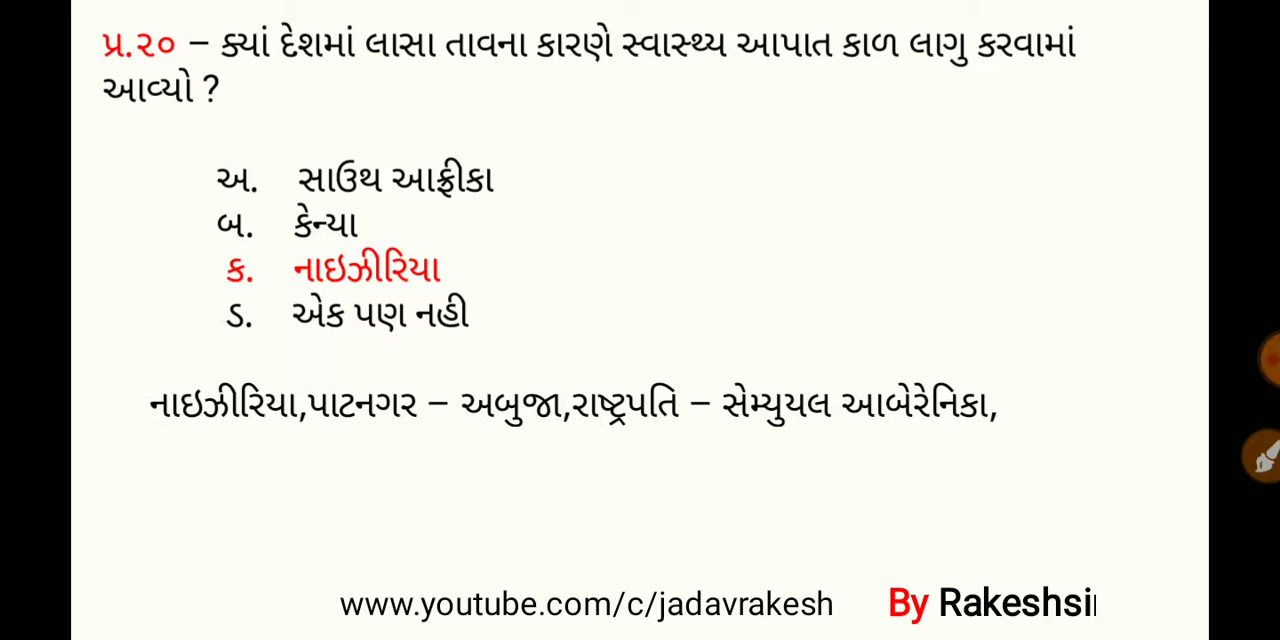 પ્ર.૨૦ – ક્યાં દેશમાં લાસા તાવના કારણે સ્વાસ્થ્ય આપાત કાળ લાગુ કરવામાં
આવ્યો ?
અ. સાઉથ આફ્રીકા
બ. કેન્યા
ક. નાઇઝીરિયા
ડ. એક પણ નહી
નાઇઝીરિયા,પાટનગર – અબુજા,રાષ્ટ્રપતિ – સેમ્યુયલ આબેરેનિકા,
www.youtube.com/c/jadavrakesh By Rakeshsi